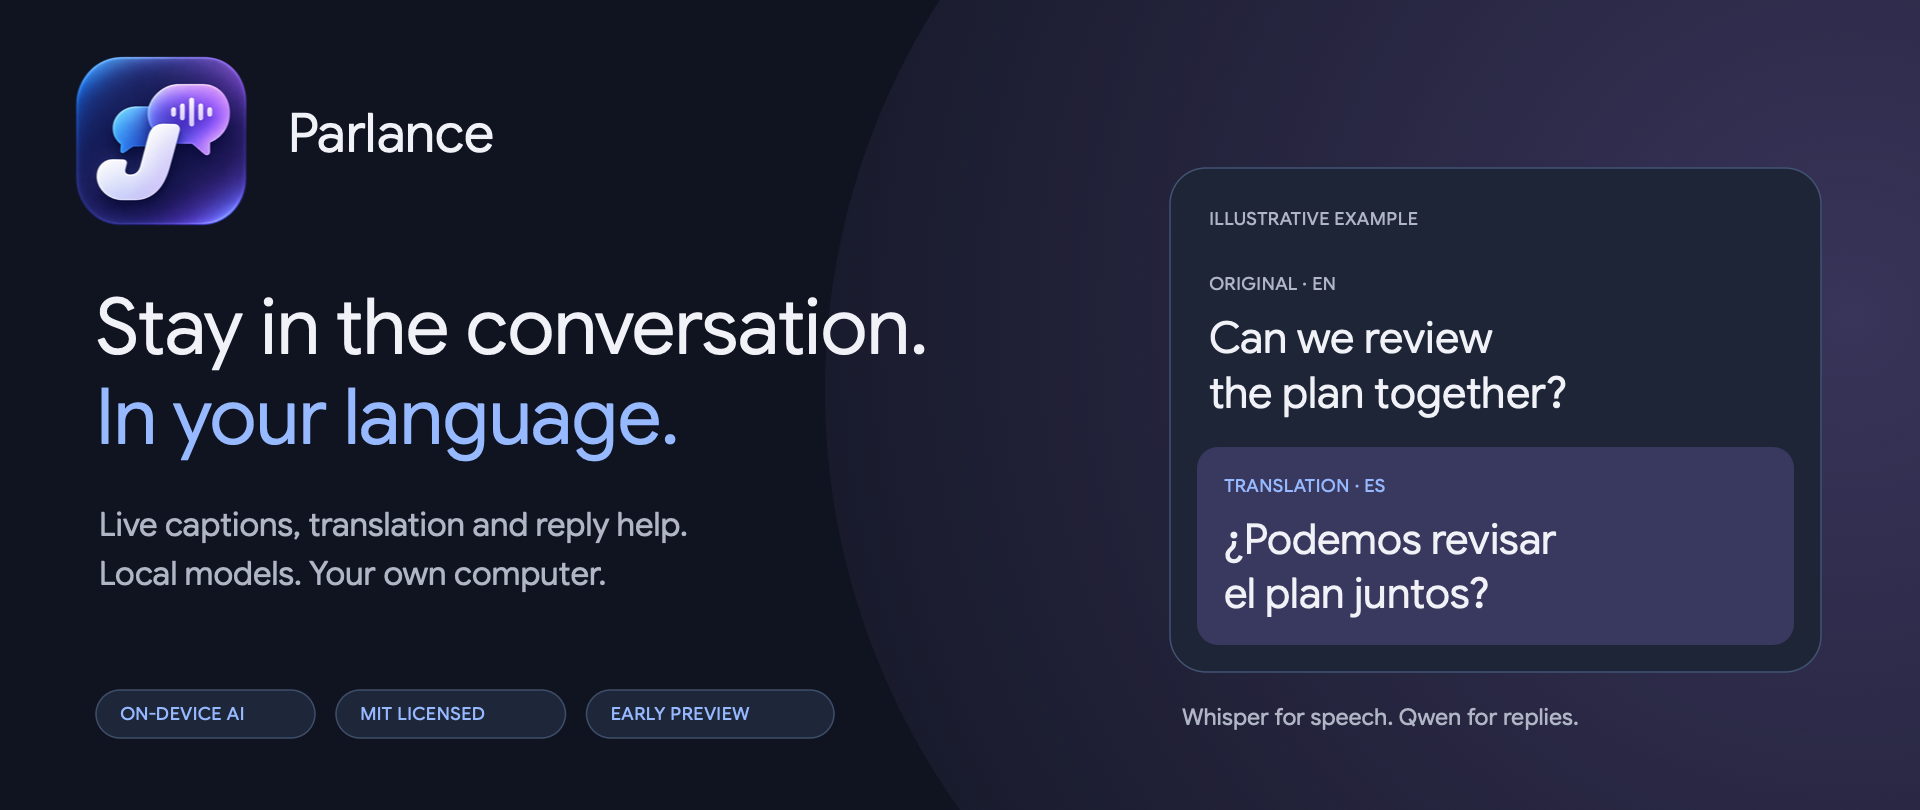 Parlance
Stay in the conversation.
In your language.
Live captions, translation and reply help.
Local models. Your own computer.
ON-DEVICE AI
MIT LICENSED
EARLY PREVIEW
ILLUSTRATIVE EXAMPLE
ORIGINAL · EN
Can we review
the plan together?
TRANSLATION · ES
¿Podemos revisar
el plan juntos?
Whisper for speech. Qwen for replies.